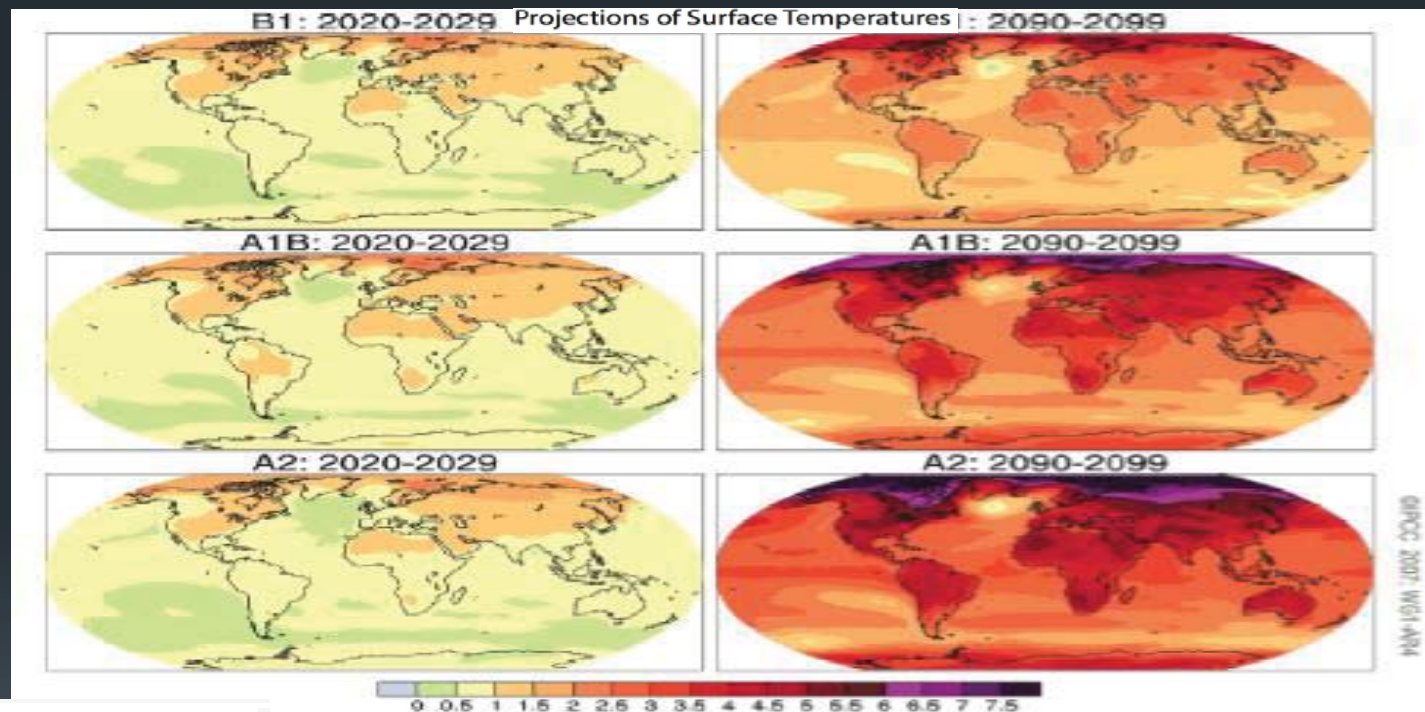 Projections of Surface Temperatures
B1: 2020-2029
1: 2090-2099
A1B: 2020-2029
A1B: 2090-2099
A2: 2020-2029
A2: 2090-2099
©IPCC 2007: WG1-AR4
0 0.5 1 1.5 2 2.5 3 3.5 4 4.5 5 5.5 6 6.5 7 7.5